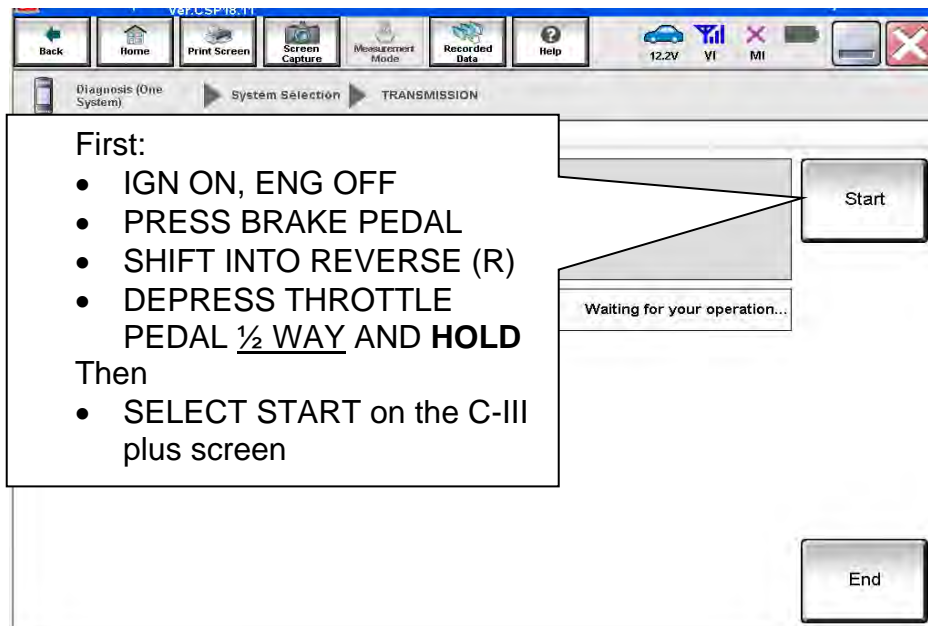 Ver.CSP18.11
Back
Home
Print Screen
Screen
Capture
Measurement
Mode
Recorded
Data
Help
12.2V
VI
MI
Diagnosis (One
System)
System Selection
TRANSMISSION
First:
• IGN ON, ENG OFF
• PRESS BRAKE PEDAL
• SHIFT INTO REVERSE (R)
• DEPRESS THROTTLE
PEDAL ½ WAY AND HOLD
Then
• SELECT START on the C-III
plus screen
Start
Waiting for your operation...
End